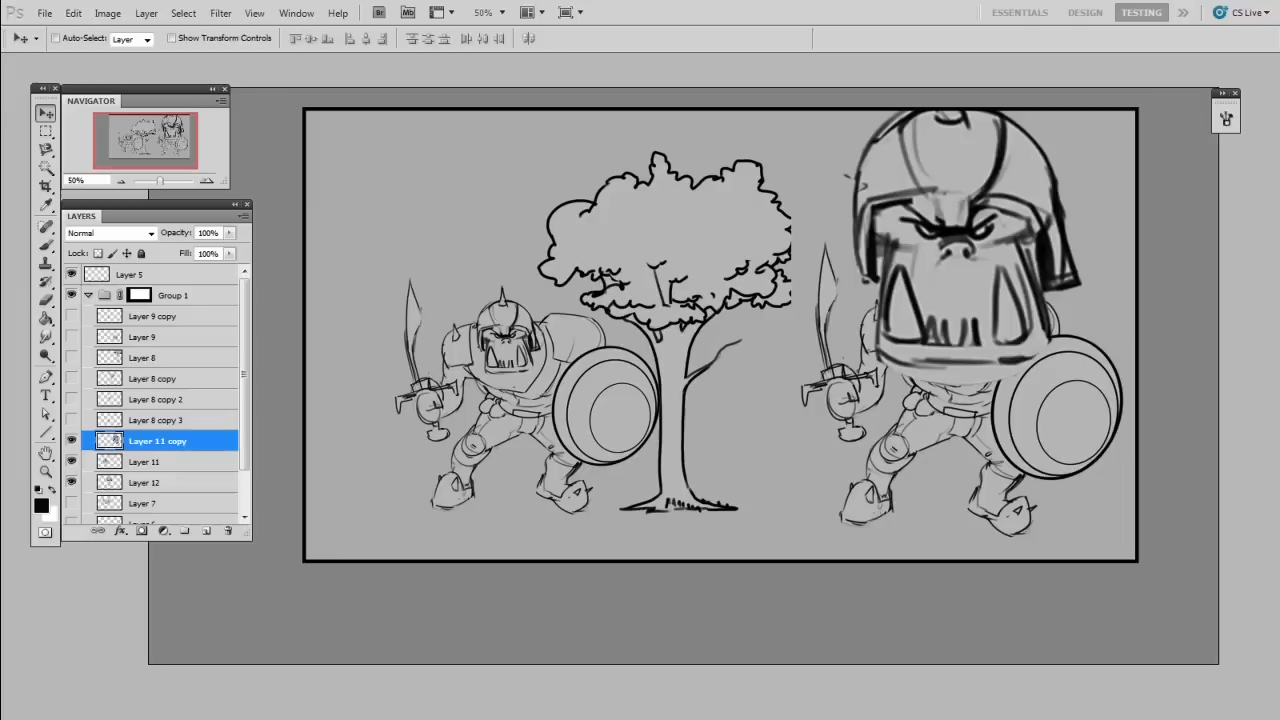 Ps File Edit Image Layer Select Filter View Window Help Br Mb 50% ESSENTIALS DESIGN TESTING CS Live
Auto-Select: Layer Show Transform Controls
NAVIGATOR
50%
LAYERS
Normal Opacity: 100%
Lock: Fill: 100%
Layer 5
Group 1
Layer 9 copy
Layer 9
Layer 8
Layer 8 copy
Layer 8 copy 2
Layer 8 copy 3
Layer 11 copy
Layer 11
Layer 12
Layer 7